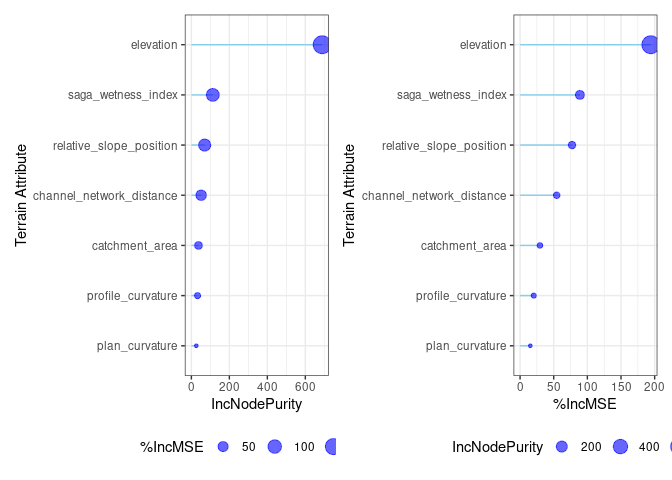 elevation
saga_wetness_index
relative_slope_position
channel_network_distance
catchment_area
profile_curvature
plan_curvature
Terrain Attribute
0 200 400 600
IncNodePurity
%IncMSE 50 100
elevation
saga_wetness_index
relative_slope_position
channel_network_distance
catchment_area
profile_curvature
plan_curvature
Terrain Attribute
0 50 100 150 200
%IncMSE
IncNodePurity 200 400